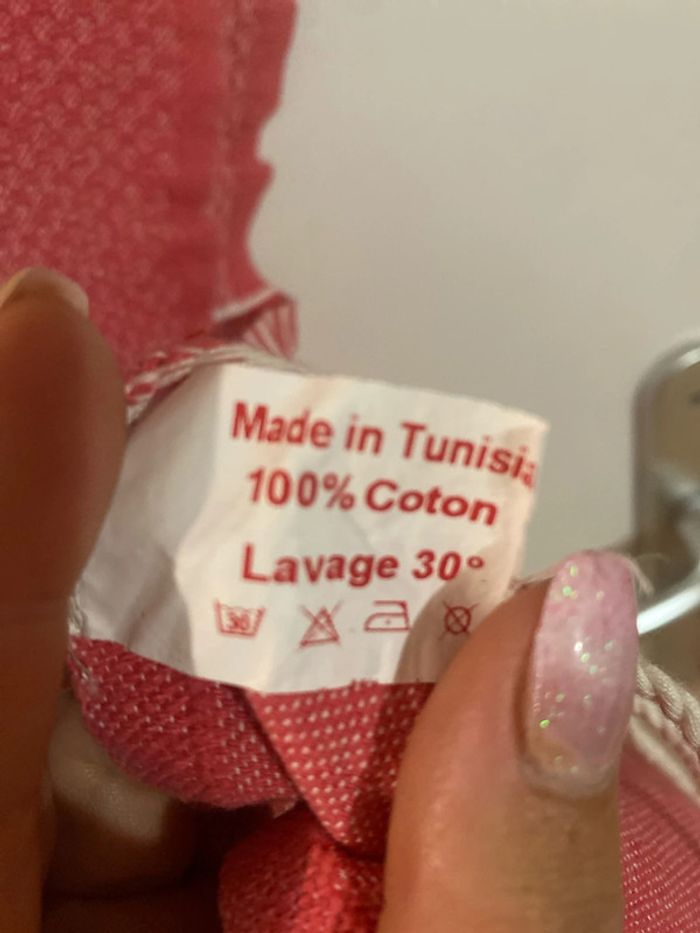 Made in Tunisia
100% Coton
Lavage 30°
30